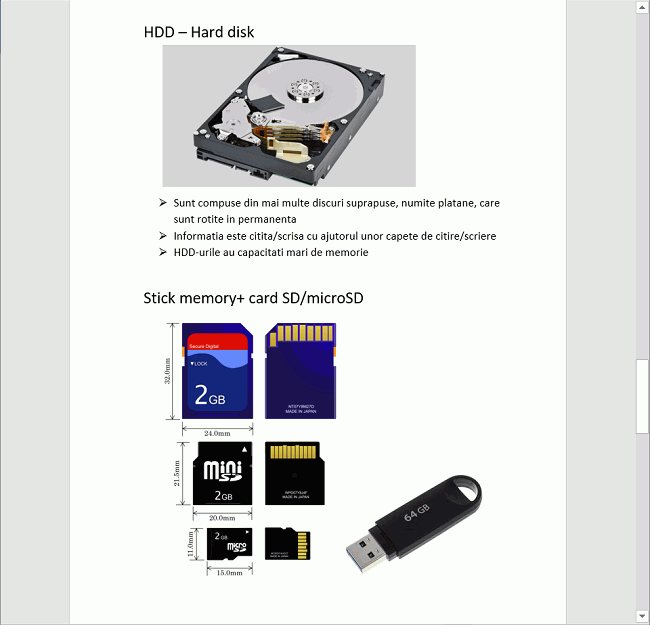 HDD – Hard disk
➢ Sunt compuse din mai multe discuri suprapuse, numite platane, care
sunt rotite in permanenta
➢ Informatia este citita/scrisa cu ajutorul unor capete de citire/scriere
➢ HDD-urile au capacitati mari de memorie
Stick memory+ card SD/microSD
32.0mm
Secure Digital
▼LOCK
2GB
MADE IN JAPAN
24.0mm
21.5mm
mini
SD
2GB
MADE IN JAPAN
20.0mm
64 GB
11.0mm
2 GB
micro
SD
15.0mm